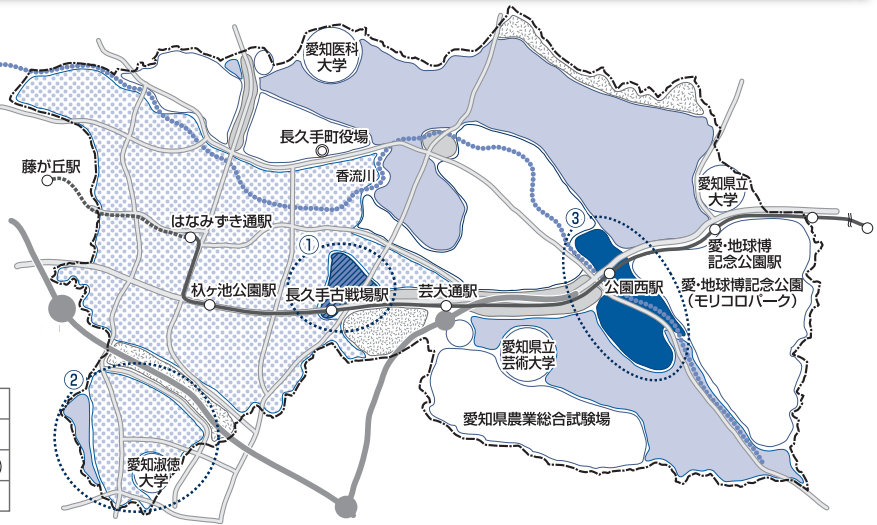 愛知医科
大学
長久手町役場
香流川
藤が丘駅
はなみずき通駅
愛知県立
大学
③
①
愛・地球博
記念公園駅
杁ヶ池公園駅
長久手古戦場駅
芸大通駅
公園西駅
愛・地球博記念公園
（モリコロパーク）
愛知県立
芸術大学
②
愛知県農業総合試験場
愛知淑徳
大学
)